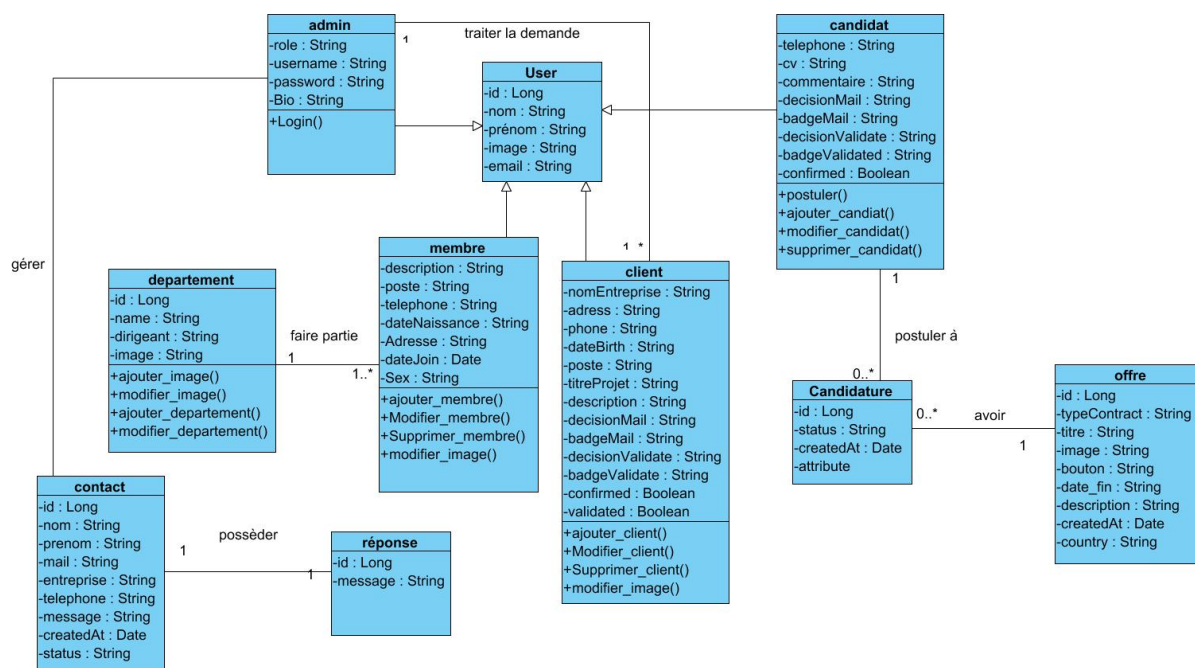 admin
-role : String
-username : String
-password : String
-Bio : String
+Login()
1
traiter la demande
1 *
User
-id : Long
-nom : String
-prénom : String
-image : String
-email : String
candidat
-telephone : String
-cv : String
-commentaire : String
-decisionMail : String
-badgeMail : String
-decisionValidate : String
-badgeValidated : String
-confirmed : Boolean
+postuler()
+ajouter_candiat()
+modifier_candidat()
+supprimer_candidat()
gérer
departement
-id : Long
-name : String
-dirigeant : String
-image : String
+ajouter_image()
+modifier_image()
+ajouter_departement()
+modifier_departement()
faire partie
1
1..*
membre
-description : String
-poste : String
-telephone : String
-dateNaissance : String
-Adresse : String
-dateJoin : Date
-Sex : String
+ajouter_membre()
+Modifier_membre()
+Supprimer_membre()
+modifier_image()
client
-nomEntreprise : String
-adress : String
-phone : String
-dateBirth : String
-poste : String
-titreProjet : String
-description : String
-decisionMail : String
-badgeMail : String
-decisionValidate : String
-badgeValidate : String
-confirmed : Boolean
-validated : Boolean
+ajouter_client()
+Modifier_client()
+Supprimer_client()
+modifier_image()
1
postuler à
0..*
Candidature
-id : Long
-status : String
-createdAt : Date
-attribute
0..*
avoir
1
offre
-id : Long
-typeContract : String
-titre : String
-image : String
-bouton : String
-date_fin : String
-description : String
-createdAt : Date
-country : String
contact
-id : Long
-nom : String
-prenom : String
-mail : String
-entreprise : String
-telephone : String
-message : String
-createdAt : Date
-status : String
possèder
1
1
réponse
-id : Long
-message : String